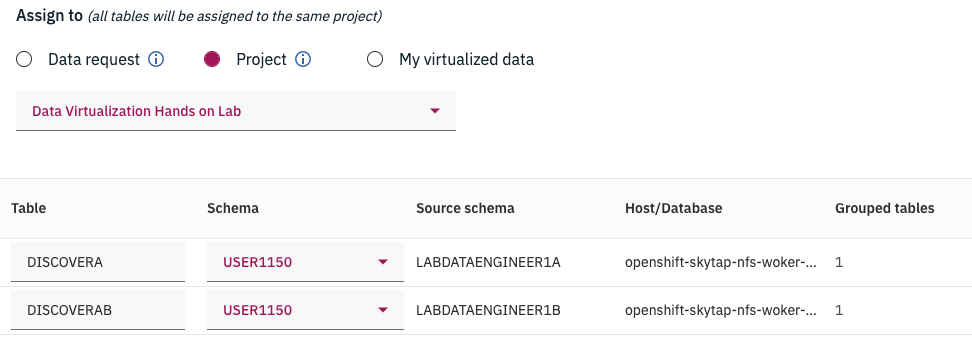 Assign to (all tables will be assigned to the same project)
Data request Project My virtualized data
Data Virtualization Hands on Lab
Table Schema Source schema Host/Database Grouped tables
DISCOVERA USER1150 LABDATAENGINEER1A openshift-skytap-nfs-woker-... 1
DISCOVERAB USER1150 LABDATAENGINEER1B openshift-skytap-nfs-woker-... 1